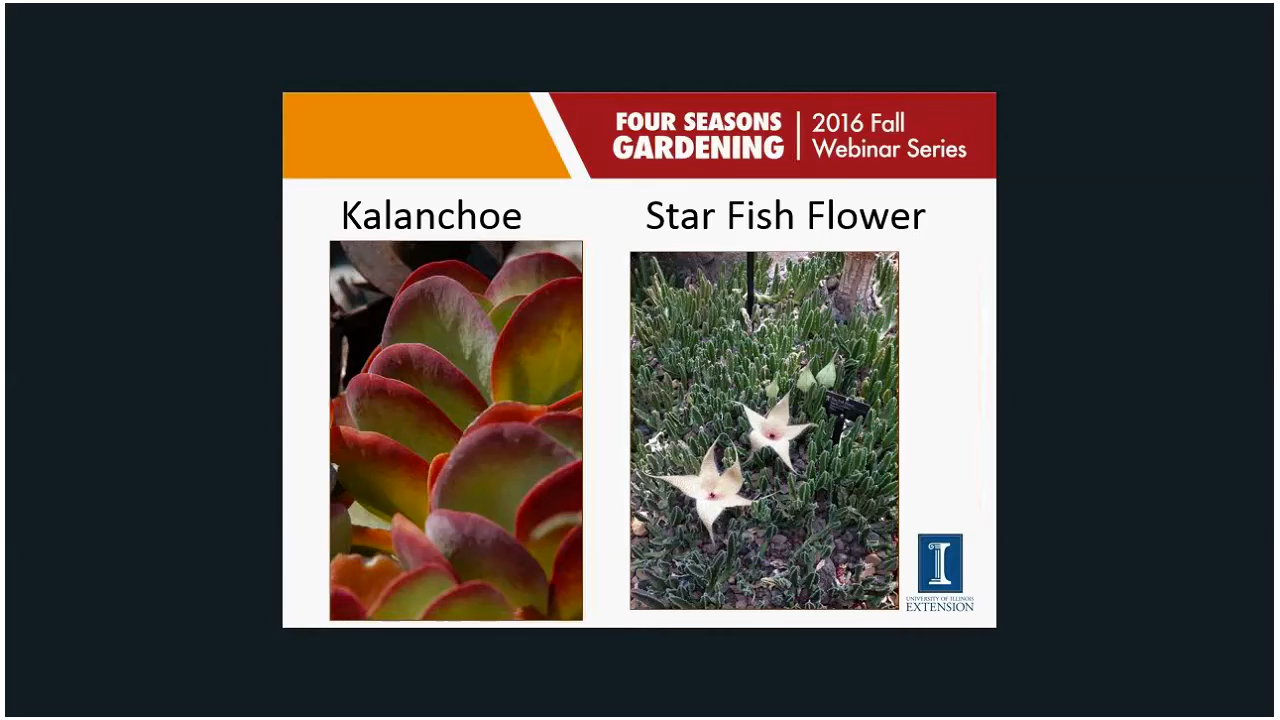 FOUR SEASONS
GARDENING
2016 Fall
Webinar Series
Kalanchoe
Star Fish Flower
UNIVERSITY OF ILLINOIS
EXTENSION